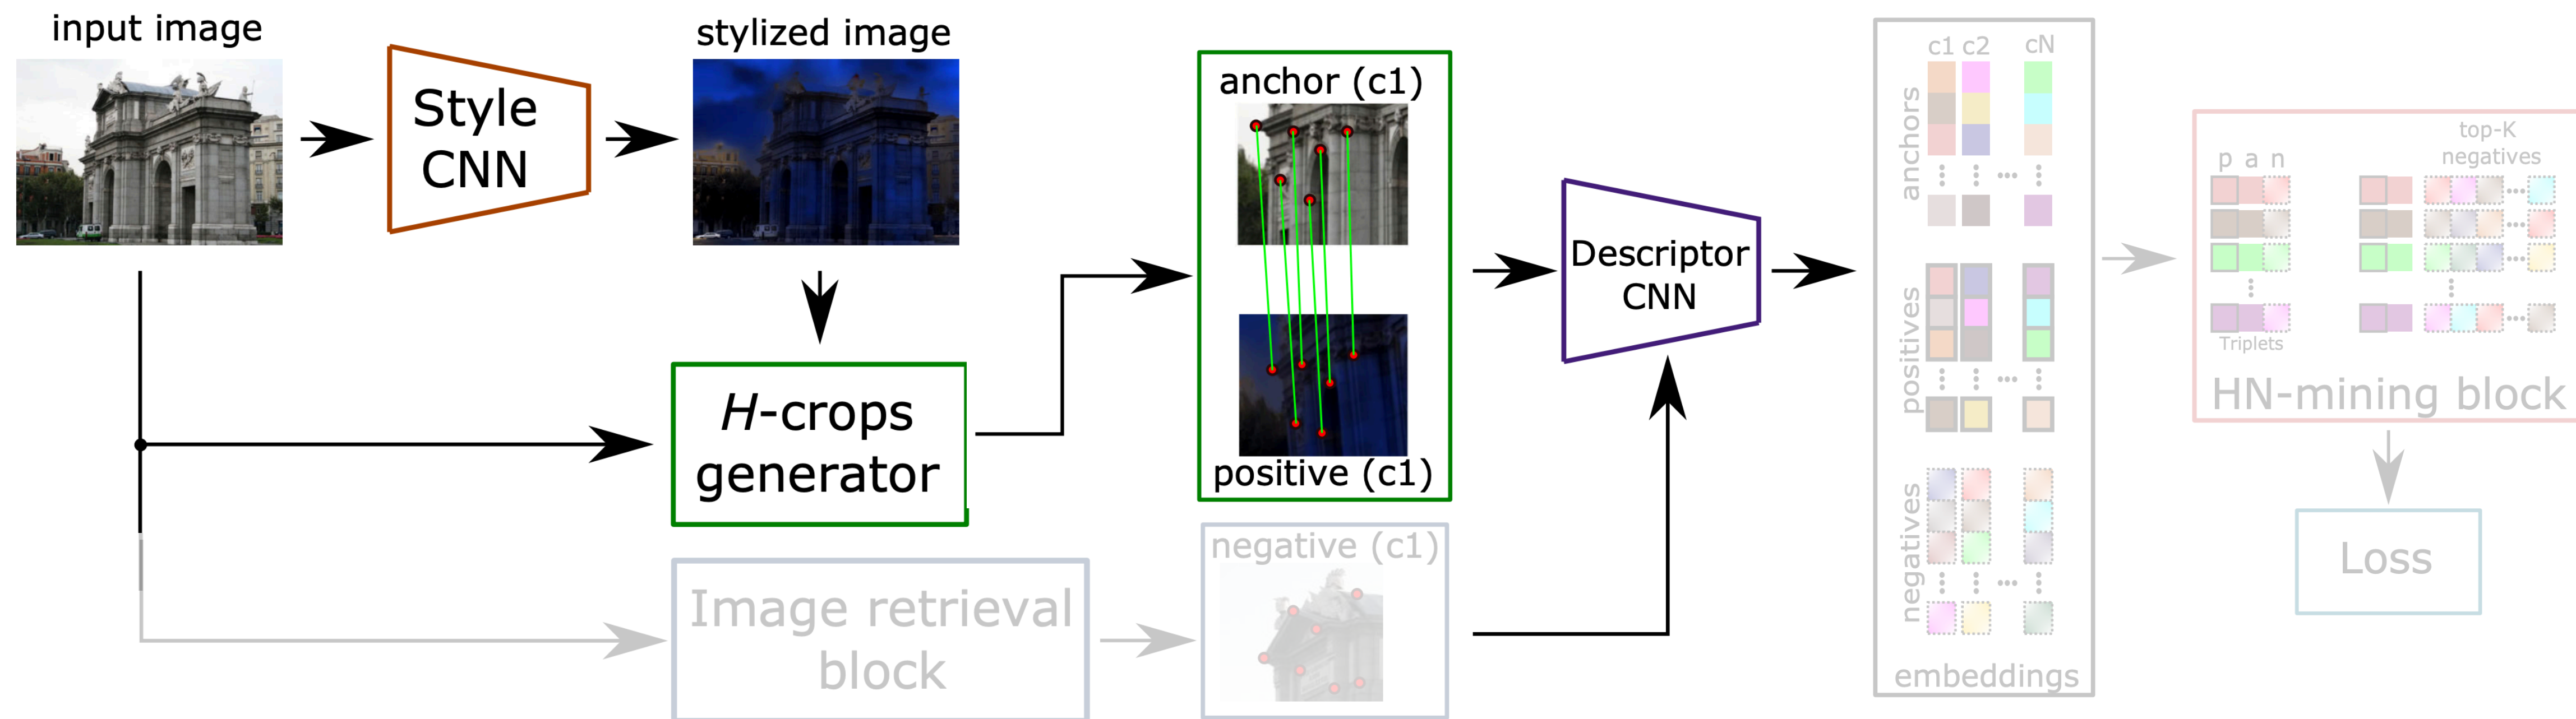 input image
Style
CNN
stylized image
H-crops
generator
Image retrieval
block
anchor (c1)
positive (c1)
negative (c1)
Descriptor
CNN
c1 c2 cN
anchors
positives
negatives
embeddings
top-K
negatives
p a n
Triplets
HN-mining block
Loss